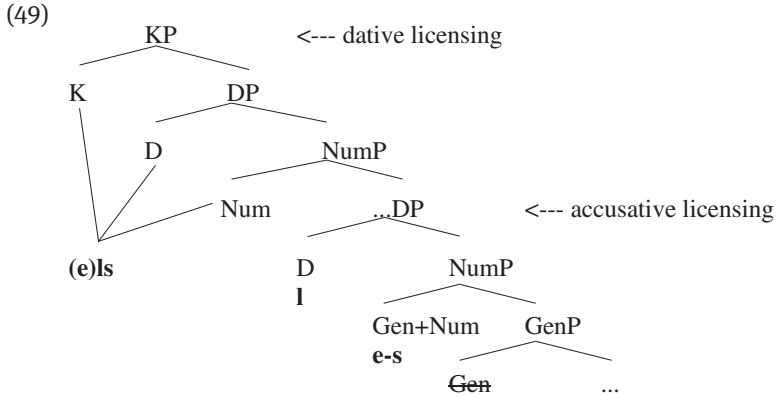 (49)
KP <--- dative licensing
K DP
D NumP
Num ...DP <--- accusative licensing
(e)ls D NumP
l
Gen+Num GenP
e-s
Gen ...